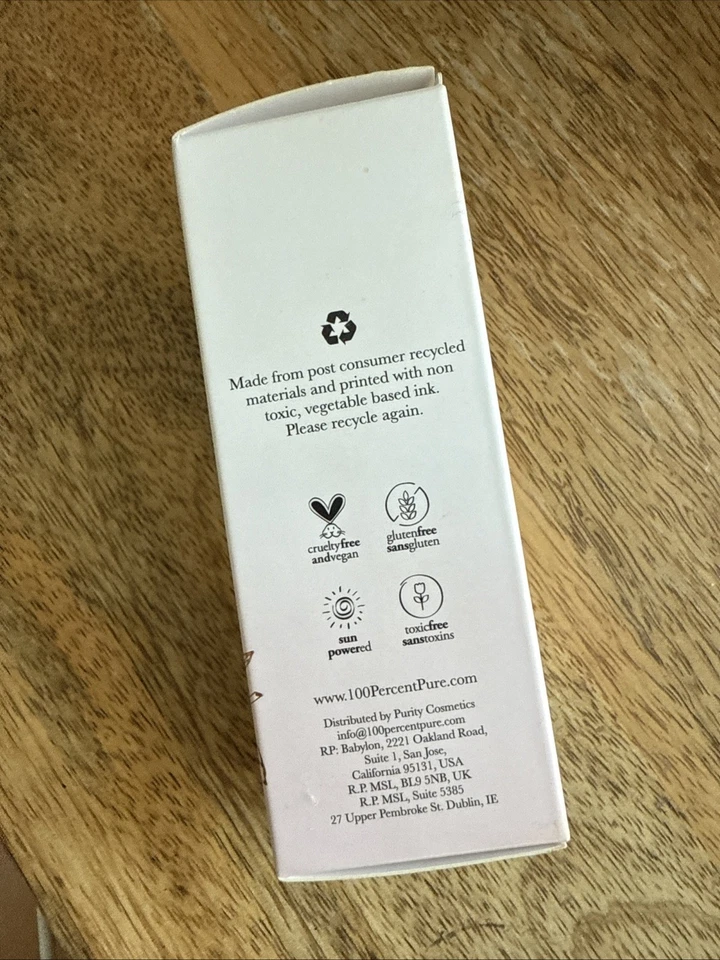 Made from post consumer recycled
materials and printed with non
toxic, vegetable based ink.
Please recycle again.
crueltyfree
andvegan
glutenfree
sansgluten
sun
powered
toxicfree
sanstoxins
www.100PercentPure.com
Distributed by Purity Cosmetics
info@100percentpure.com
RP: Babylon, 2221 Oakland Road,
Suite 1, San Jose,
California 95131, USA
R.P. MSL, BL9 5NB, UK
R.P. MSL, Suite 5385
27 Upper Pembroke St. Dublin, IE